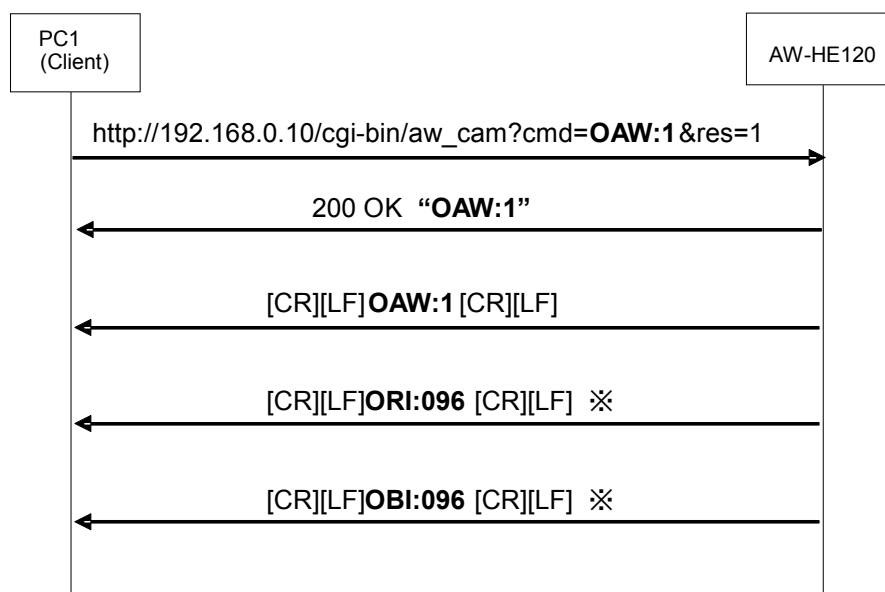 PC1
(Client)
AW-HE120
http://192.168.0.10/cgi-bin/aw_cam?cmd=OAW:1&res=1
200 OK “OAW:1”
[CR][LF]OAW:1[CR][LF]
[CR][LF]ORI:096 [CR][LF] ※
[CR][LF]OBI:096 [CR][LF] ※